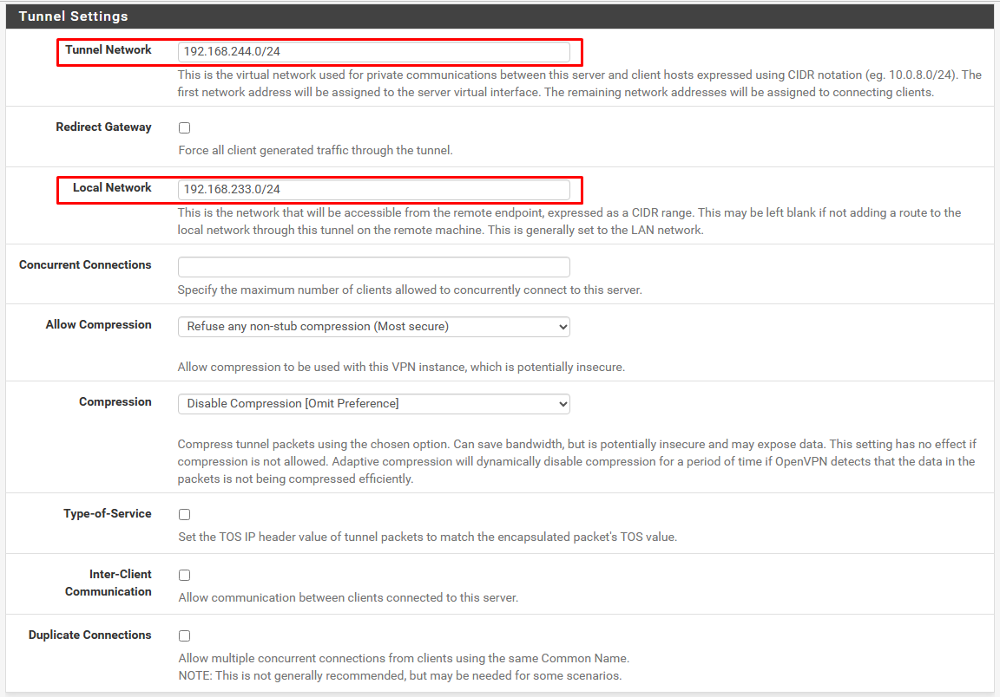 Tunnel Settings
Tunnel Network
192.168.244.0/24
This is the virtual network used for private communications between this server and client hosts expressed using CIDR notation (eg. 10.0.8.0/24). The
first network address will be assigned to the server virtual interface. The remaining network addresses will be assigned to connecting clients.
Redirect Gateway
Force all client generated traffic through the tunnel.
Local Network
192.168.233.0/24
This is the network that will be accessible from the remote endpoint, expressed as a CIDR range. This may be left blank if not adding a route to the
local network through this tunnel on the remote machine. This is generally set to the LAN network.
Concurrent Connections
Specify the maximum number of clients allowed to concurrently connect to this server.
Allow Compression
Refuse any non-stub compression (Most secure)
Allow compression to be used with this VPN instance, which is potentially insecure.
Compression
Disable Compression [Omit Preference]
Compress tunnel packets using the chosen option. Can save bandwidth, but is potentially insecure and may expose data. This setting has no effect if
compression is not allowed. Adaptive compression will dynamically disable compression for a period of time if OpenVPN detects that the data in the
packets is not being compressed efficiently.
Type-of-Service
Set the TOS IP header value of tunnel packets to match the encapsulated packet's TOS value.
Inter-Client
Communication
Allow communication between clients connected to this server.
Duplicate Connections
Allow multiple concurrent connections from clients using the same Common Name.
NOTE: This is not generally recommended, but may be needed for some scenarios.